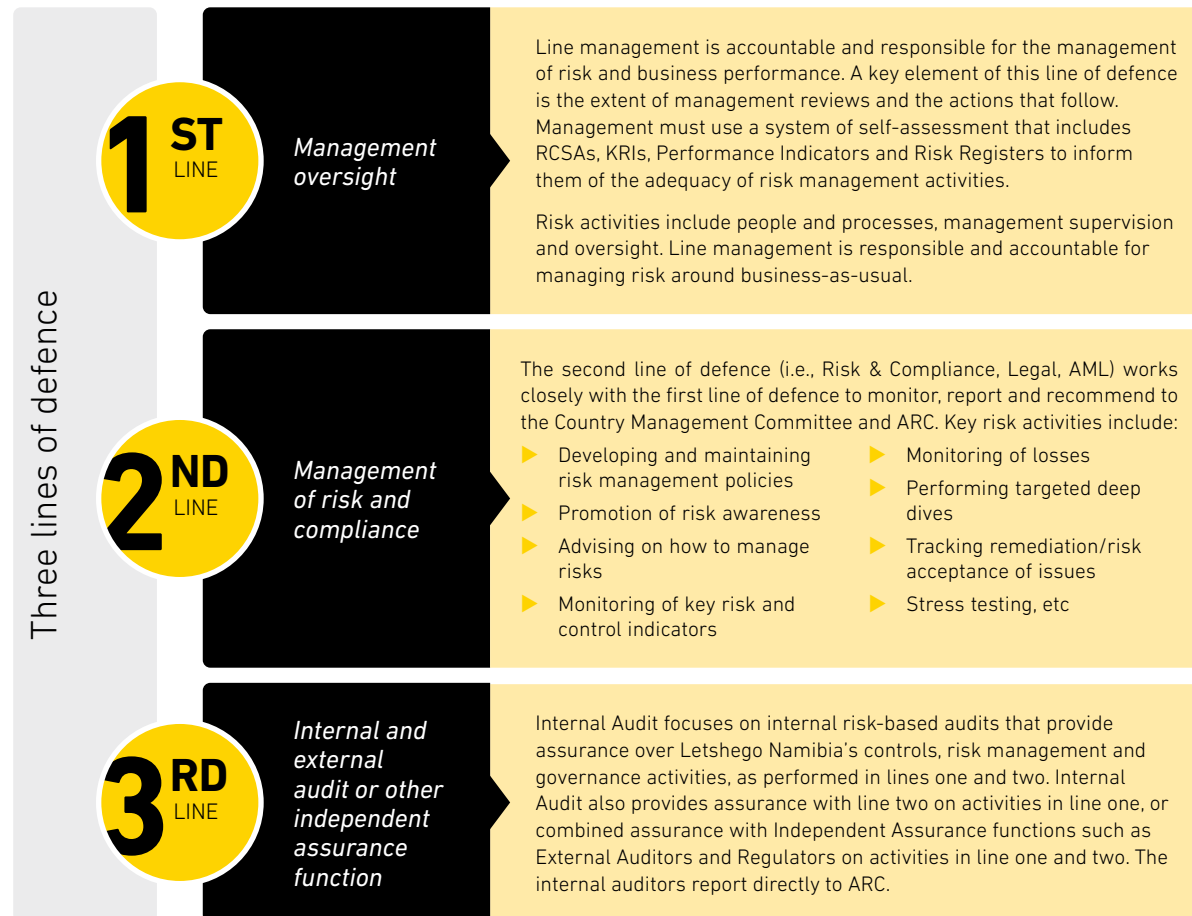 Three lines of defence
1ST
LINE
Management
oversight
Line management is accountable and responsible for the management
of risk and business performance. A key element of this line of defence
is the extent of management reviews and the actions that follow.
Management must use a system of self-assessment that includes
RCSAs, KRIs, Performance Indicators and Risk Registers to inform
them of the adequacy of risk management activities.
Risk activities include people and processes, management supervision
and oversight. Line management is responsible and accountable for
managing risk around business-as-usual.
2ND
LINE
Management
of risk and
compliance
The second line of defence (i.e., Risk & Compliance, Legal, AML) works
closely with the first line of defence to monitor, report and recommend to
the Country Management Committee and ARC. Key risk activities include:
Developing and maintaining
risk management policies
Promotion of risk awareness
Advising on how to manage
risks
Monitoring of key risk and
control indicators
Monitoring of losses
Performing targeted deep
dives
Tracking remediation/risk
acceptance of issues
Stress testing, etc
3RD
LINE
Internal and
external
audit or other
independent
assurance
function
Internal Audit focuses on internal risk-based audits that provide
assurance over Letshego Namibia's controls, risk management and
governance activities, as performed in lines one and two. Internal
Audit also provides assurance with line two on activities in line one, or
combined assurance with Independent Assurance functions such as
External Auditors and Regulators on activities in line one and two. The
internal auditors report directly to ARC.